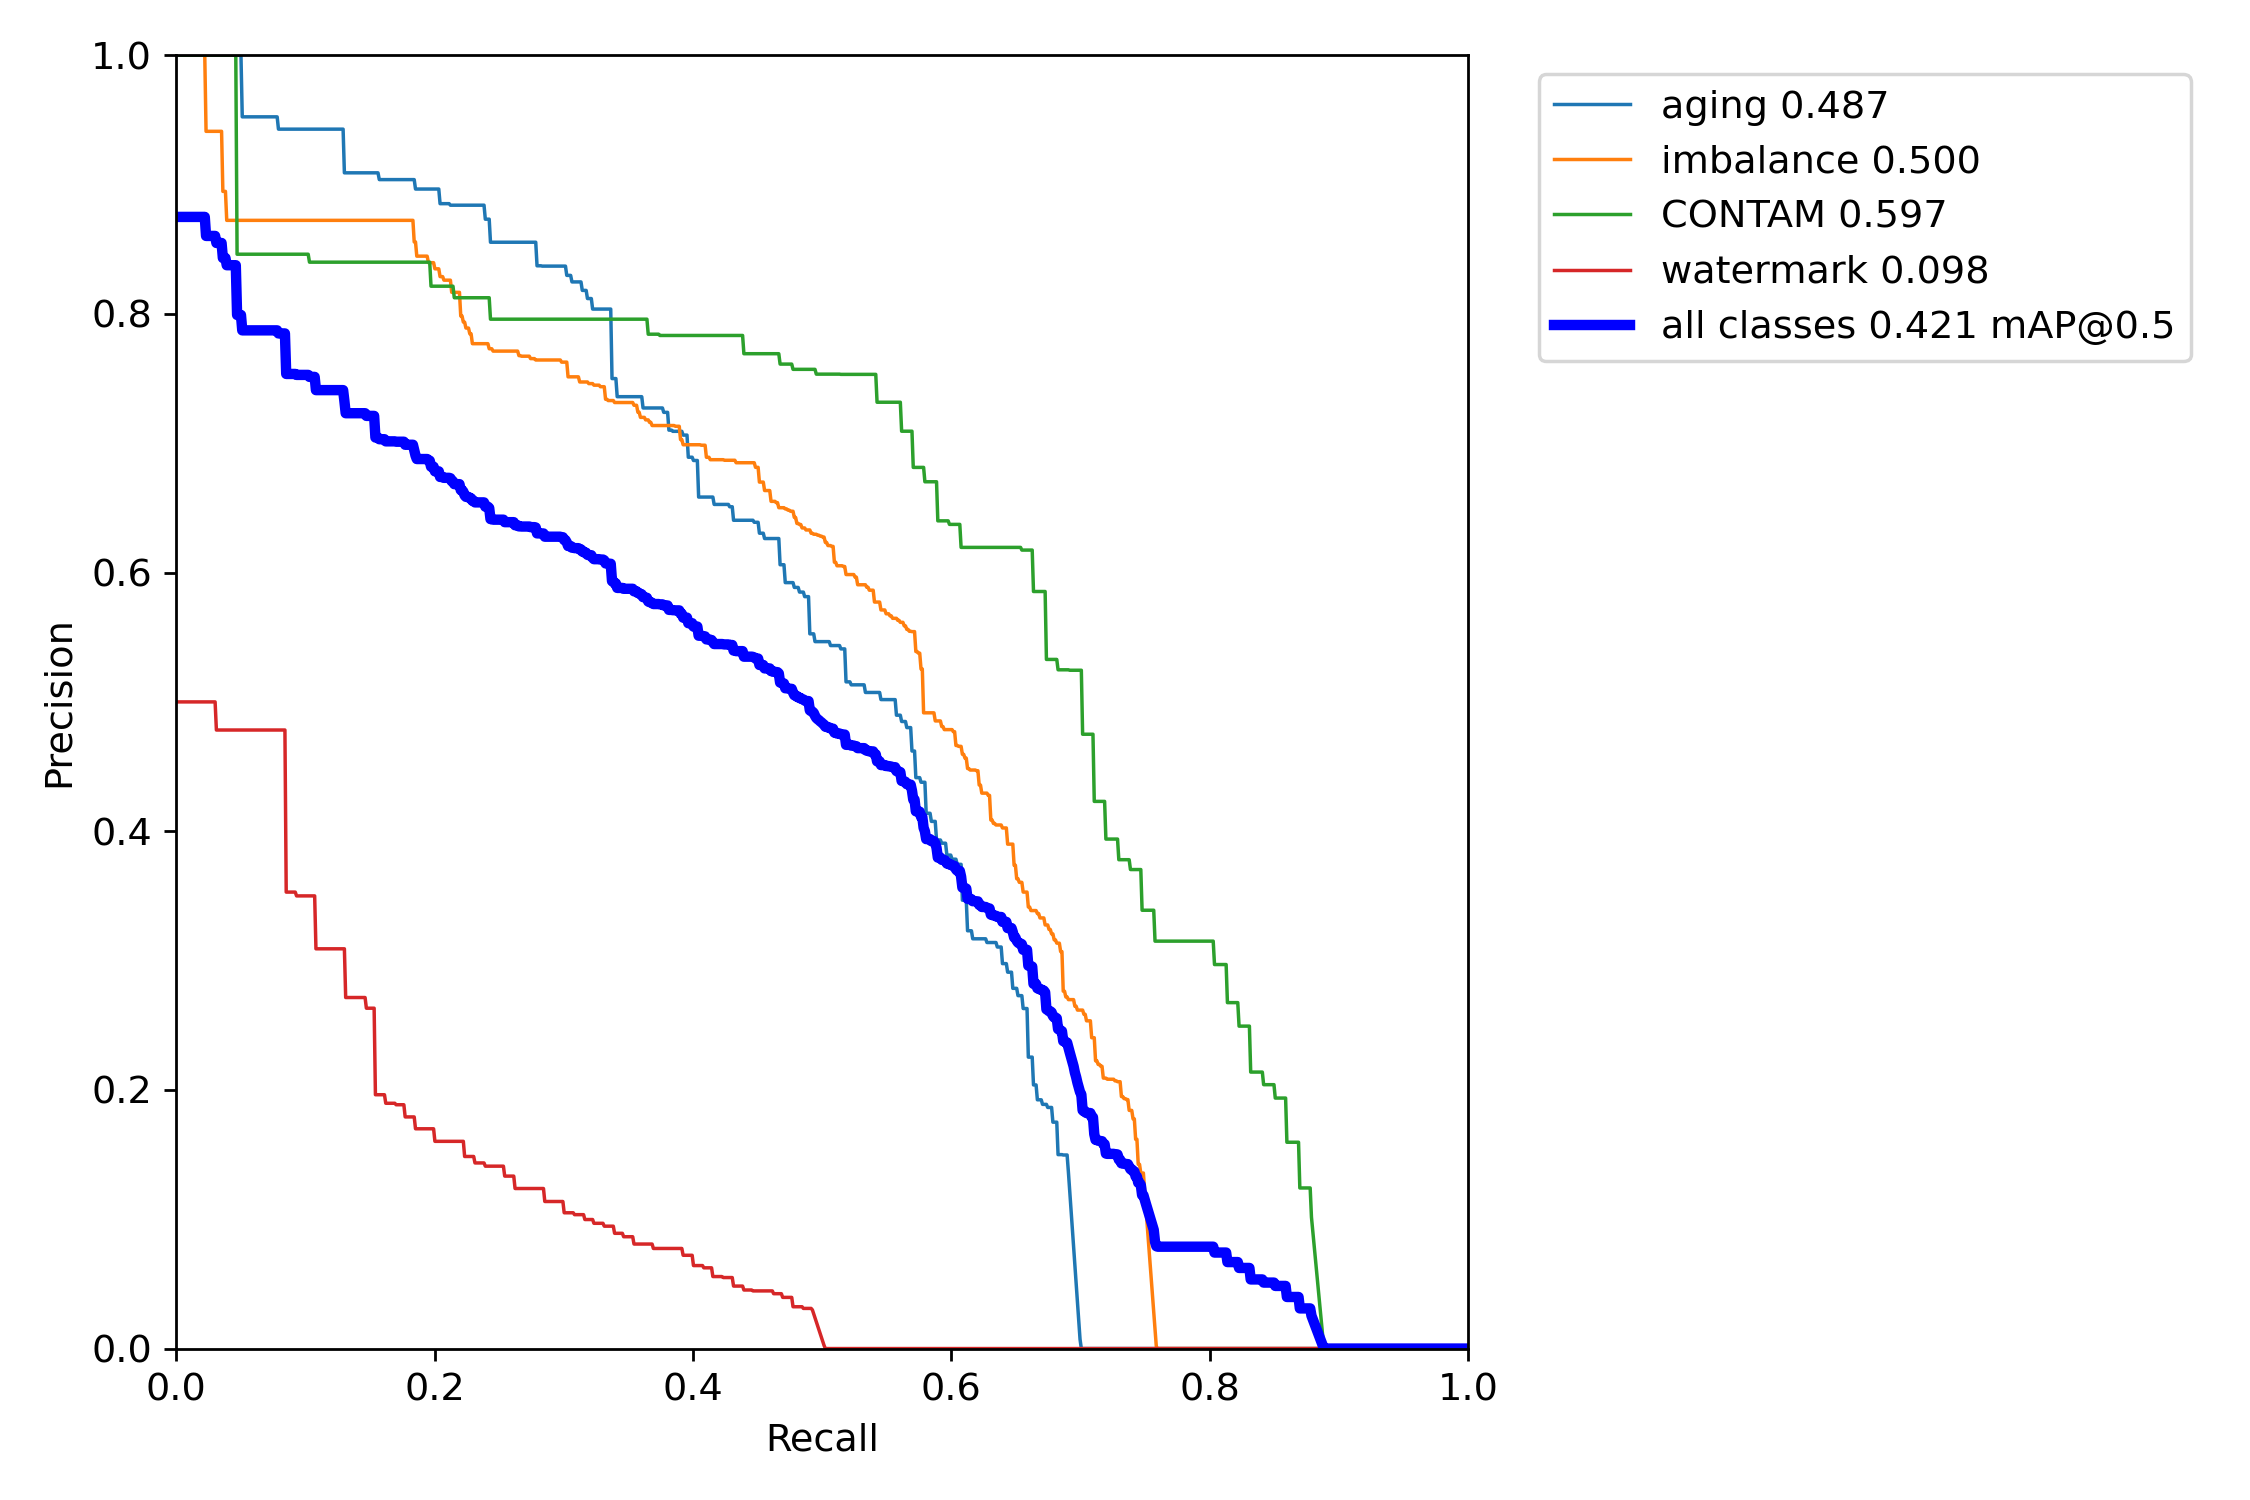 aging 0.487
imbalance 0.500
CONTAM 0.597
watermark 0.098
all classes 0.421 mAP@0.5
Precision
1.0
0.8
0.6
0.4
0.2
0.0
0.0 0.2 0.4 0.6 0.8 1.0
Recall